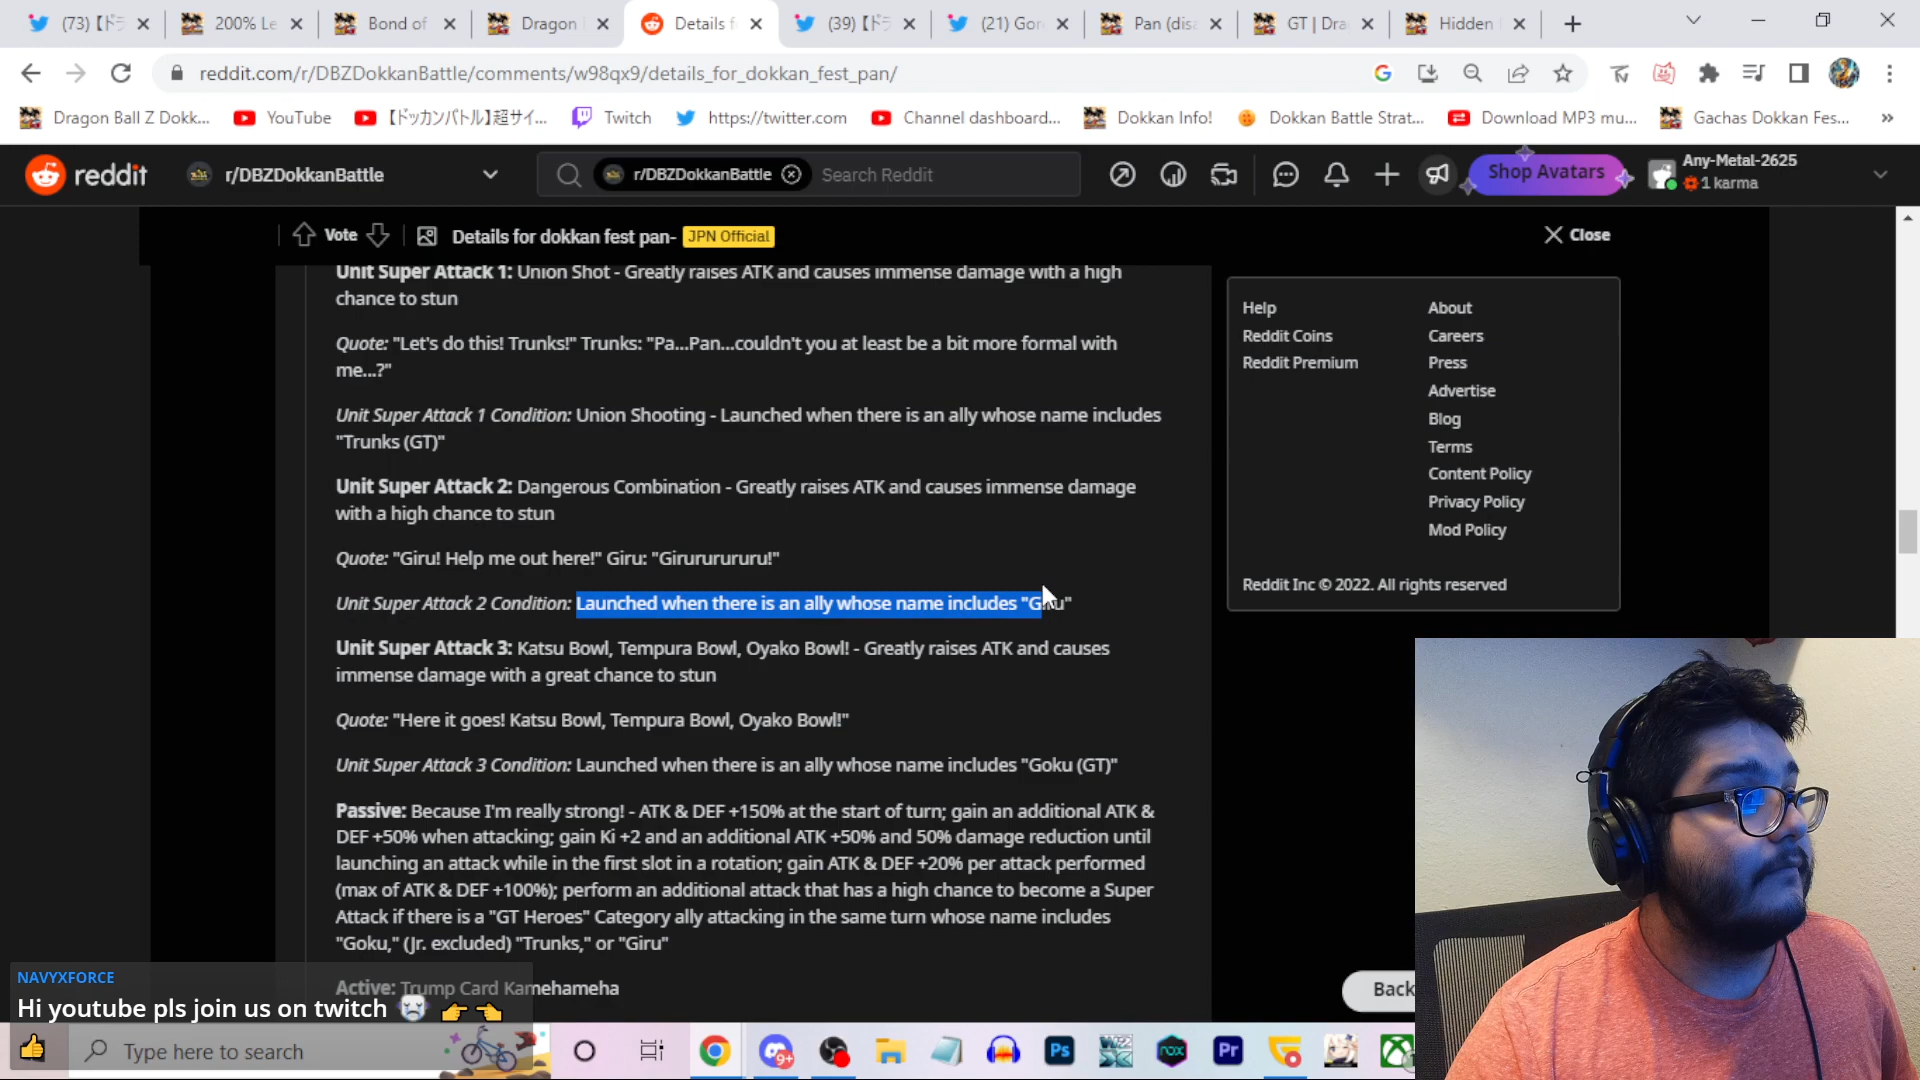 (73) 【ドラ
200% Le
Bond of
Dragon
Details f
(39) 【ドラ
(21) Gor
Pan (disa
GT | Dra
Hidden
reddit.com/r/DBZDokkanBattle/comments/w98qx9/details_for_dokkan_fest_pan/
Dragon Ball Z Dokk...
YouTube
【ドッカンバトル】超サイ...
Twitch
https://twitter.com
Channel dashboard...
Dokkan Info!
Dokkan Battle Strat...
Download MP3 mu...
Gachas Dokkan Fes...
reddit
r/DBZDokkanBattle
r/DBZDokkanBattle
Search Reddit
Shop Avatars
Any-Metal-2625
1 karma
Vote
Details for dokkan fest pan- JPN Official
Close
Unit Super Attack 1: Union Shot - Greatly raises ATK and causes immense damage with a high
chance to stun
Quote: "Let's do this! Trunks!" Trunks: "Pa...Pan...couldn't you at least be a bit more formal with
me...?"
Unit Super Attack 1 Condition: Union Shooting - Launched when there is an ally whose name includes
"Trunks (GT)"
Unit Super Attack 2: Dangerous Combination - Greatly raises ATK and causes immense damage
with a high chance to stun
Quote: "Giru! Help me out here!" Giru: "Girururururu!"
Unit Super Attack 2 Condition: Launched when there is an ally whose name includes "Giru"
Unit Super Attack 3: Katsu Bowl, Tempura Bowl, Oyako Bowl! - Greatly raises ATK and causes
immense damage with a great chance to stun
Quote: "Here it goes! Katsu Bowl, Tempura Bowl, Oyako Bowl!"
Unit Super Attack 3 Condition: Launched when there is an ally whose name includes "Goku (GT)"
Passive: Because I'm really strong! - ATK & DEF +150% at the start of turn; gain an additional ATK &
DEF +50% when attacking; gain Ki +2 and an additional ATK +50% and 50% damage reduction until
launching an attack while in the first slot in a rotation; gain ATK & DEF +20% per attack performed
(max of ATK & DEF +100%); perform an additional attack that has a high chance to become a Super
Attack if there is a "GT Heroes" Category ally attacking in the same turn whose name includes
"Goku," (Jr. excluded) "Trunks," or "Giru"
Active: Trump Card Kamehameha
Help
Reddit Coins
Reddit Premium
About
Careers
Press
Advertise
Blog
Terms
Content Policy
Privacy Policy
Mod Policy
Reddit Inc © 2022. All rights reserved
Back
NAVYXFORCE
Hi youtube pls join us on twitch
Type here to search
9+
Ps
nox
Pr